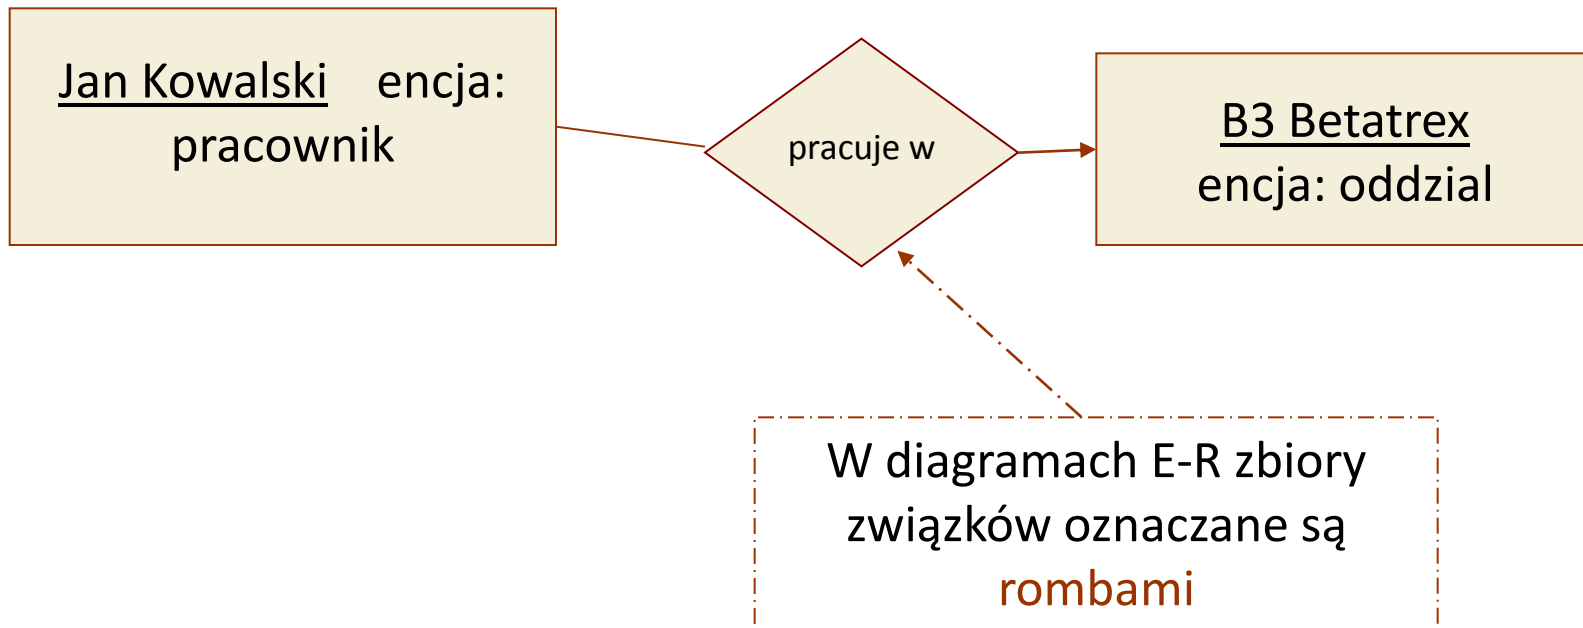 Jan Kowalski encja:
pracownik
pracuje w
B3 Betatrex
encja: oddzial
W diagramach E-R zbiory
związków oznaczane są
rombami